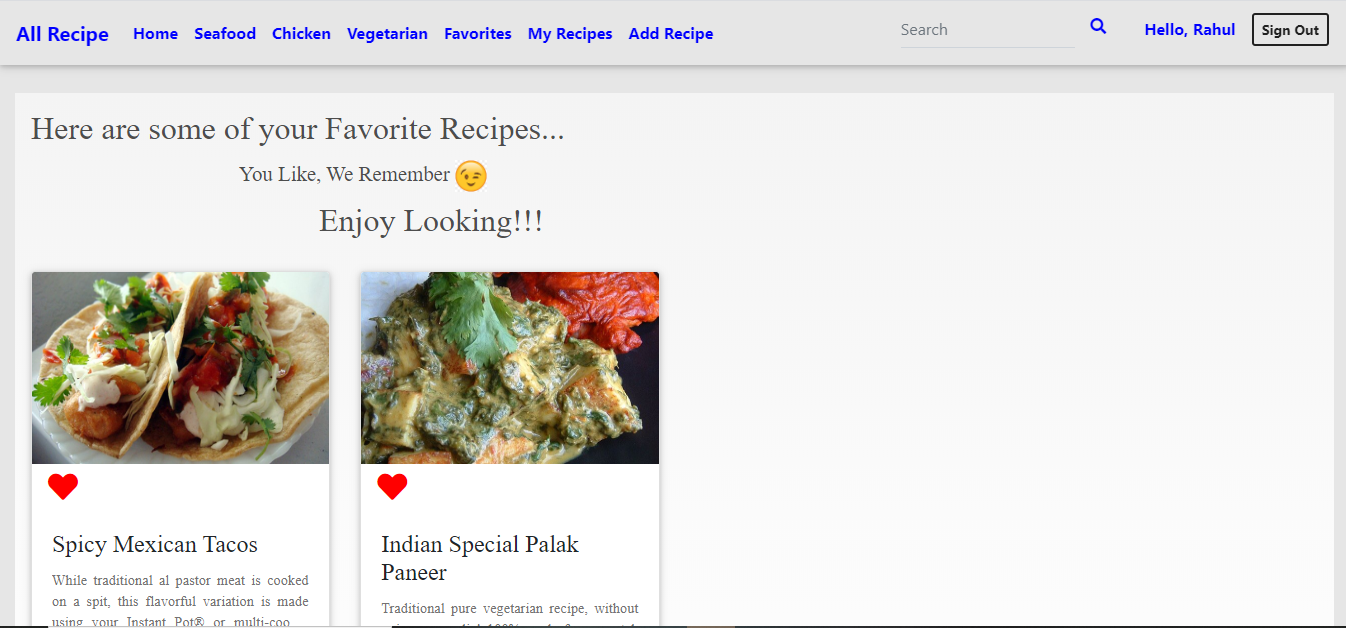 All Recipe Home Seafood Chicken Vegetarian Favorites My Recipes Add Recipe Search Hello, Rahul Sign Out
Here are some of your Favorite Recipes...
You Like, We Remember 😉
Enjoy Looking!!!
Spicy Mexican Tacos
While traditional al pastor meat is cooked
on a spit, this flavorful variation is made
using your Instant Pot® or multi-coo
Indian Special Palak
Paneer
Traditional pure vegetarian recipe, without